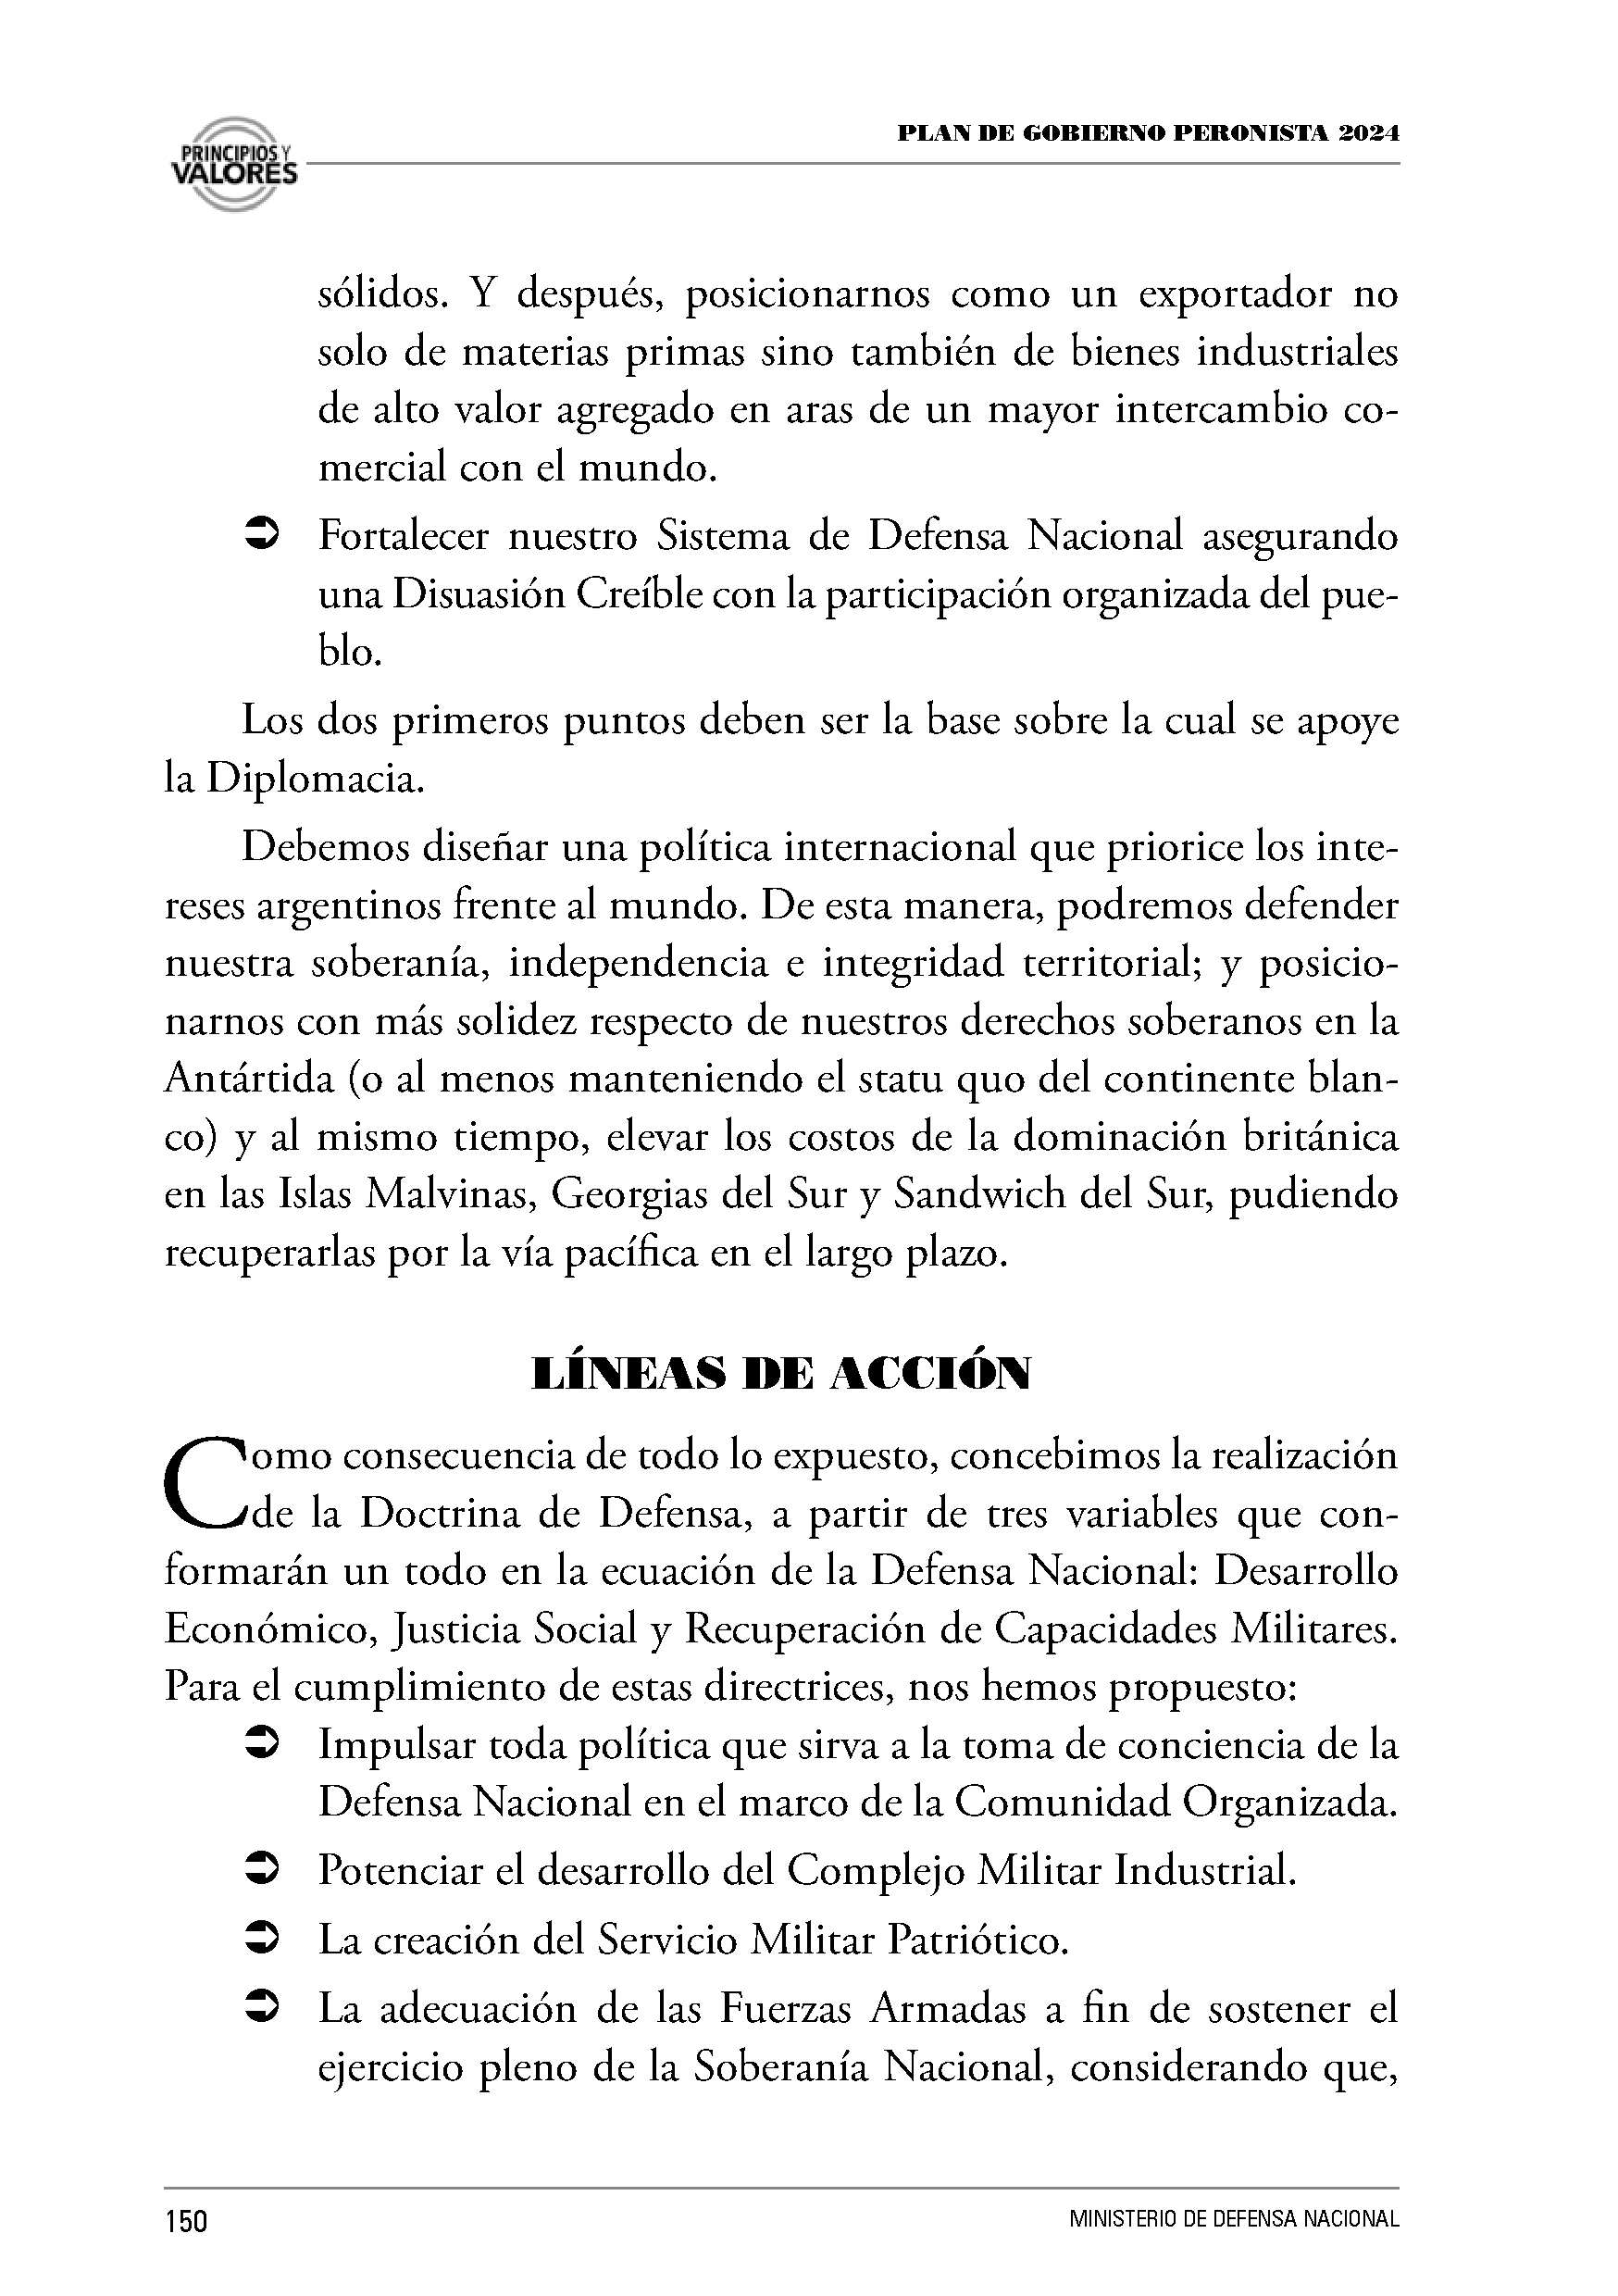 PRINCIPIOS Y
VALORES
PLAN DE GOBIERNO PERONISTA 2024
sólidos. Y después, posicionarnos como un exportador no
solo de materias primas sino también de bienes industriales
de alto valor agregado en aras de un mayor intercambio co-
mercial con el mundo.
➲ Fortalecer nuestro Sistema de Defensa Nacional asegurando
una Disuasión Creíble con la participación organizada del pue-
blo.
Los dos primeros puntos deben ser la base sobre la cual se apoye
la Diplomacia.
Debemos diseñar una política internacional que priorice los inte-
reses argentinos frente al mundo. De esta manera, podremos defender
nuestra soberanía, independencia e integridad territorial; y posicio-
narnos con más solidez respecto de nuestros derechos soberanos en la
Antártida (o al menos manteniendo el statu quo del continente blan-
co) y al mismo tiempo, elevar los costos de la dominación británica
en las Islas Malvinas, Georgias del Sur y Sandwich del Sur, pudiendo
recuperarlas por la vía pacífica en el largo plazo.
LÍNEAS DE ACCIÓN
Como consecuencia de todo lo expuesto, concebimos la realización
de la Doctrina de Defensa, a partir de tres variables que con-
formarán un todo en la ecuación de la Defensa Nacional: Desarrollo
Económico, Justicia Social y Recuperación de Capacidades Militares.
Para el cumplimiento de estas directrices, nos hemos propuesto:
➲ Impulsar toda política que sirva a la toma de conciencia de la
Defensa Nacional en el marco de la Comunidad Organizada.
➲ Potenciar el desarrollo del Complejo Militar Industrial.
➲ La creación del Servicio Militar Patriótico.
➲ La adecuación de las Fuerzas Armadas a fin de sostener el
ejercicio pleno de la Soberanía Nacional, considerando que,
150
MINISTERIO DE DEFENSA NACIONAL